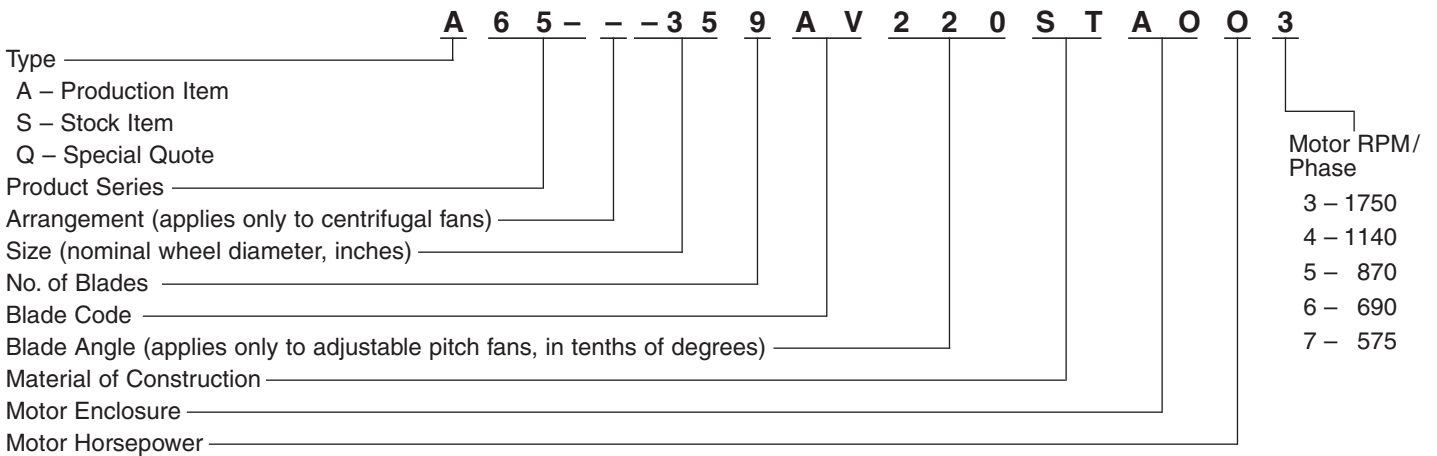 A 6 5 – – – 3 5 9 A V 2 2 0 S T A O O 3
Type
A – Production Item
S – Stock Item
Q – Special Quote
Product Series
Arrangement (applies only to centrifugal fans)
Size (nominal wheel diameter, inches)
No. of Blades
Blade Code
Blade Angle (applies only to adjustable pitch fans, in tenths of degrees)
Material of Construction
Motor Enclosure
Motor Horsepower
Motor RPM/
Phase
3 – 1750
4 – 1140
5 – 870
6 – 690
7 – 575